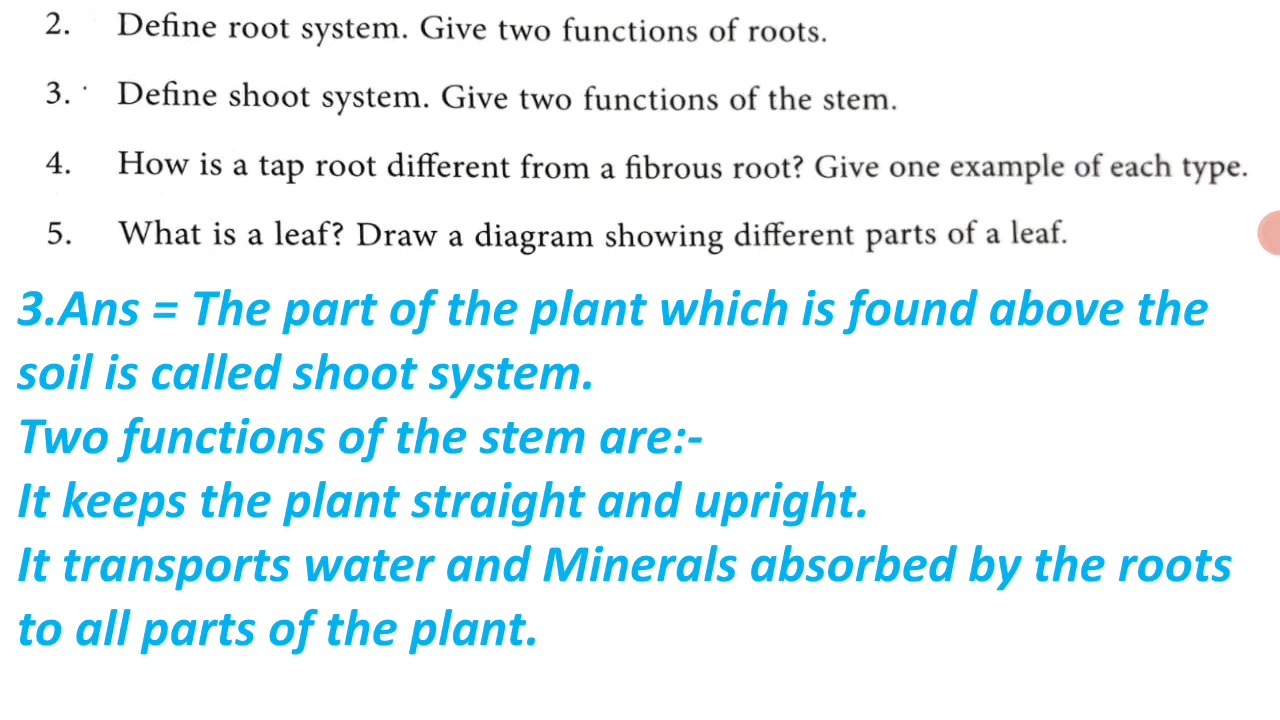 2. Define root system. Give two functions of roots.
3. Define shoot system. Give two functions of the stem.
4. How is a tap root different from a fibrous root? Give one example of each type.
5. What is a leaf? Draw a diagram showing different parts of a leaf.
3.Ans = The part of the plant which is found above the
soil is called shoot system.
Two functions of the stem are:-
It keeps the plant straight and upright.
It transports water and Minerals absorbed by the roots
to all parts of the plant.